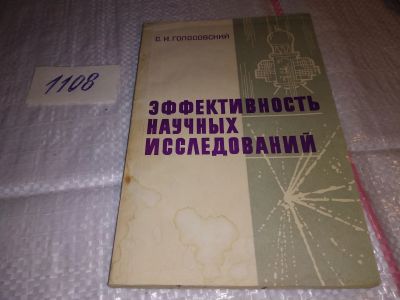 С. И. ГОЛОСОВСКИЙ
1108
ЭФФЕКТИВНОСТЬ
НАУЧНЫХ
ИССЛЕДОВАНИЙ